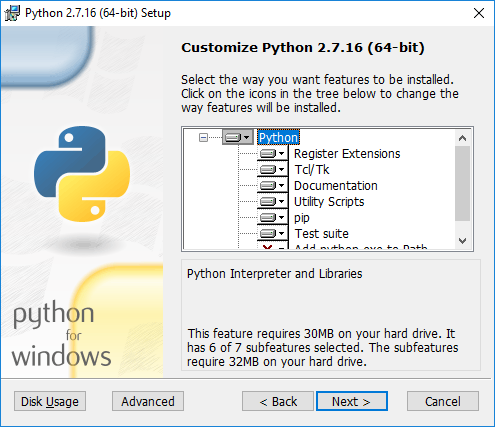 Python 2.7.16 (64-bit) Setup
Customize Python 2.7.16 (64-bit)
Select the way you want features to be installed.
Click on the icons in the tree below to change the
way features will be installed.
Python
Register Extensions
Tcl/Tk
Documentation
Utility Scripts
pip
Test suite
Add python.exe to Path
Python Interpreter and Libraries
This feature requires 30MB on your hard drive. It
has 6 of 7 subfeatures selected. The subfeatures
require 32MB on your hard drive.
python
for
windows
Disk Usage
Advanced
< Back
Next >
Cancel